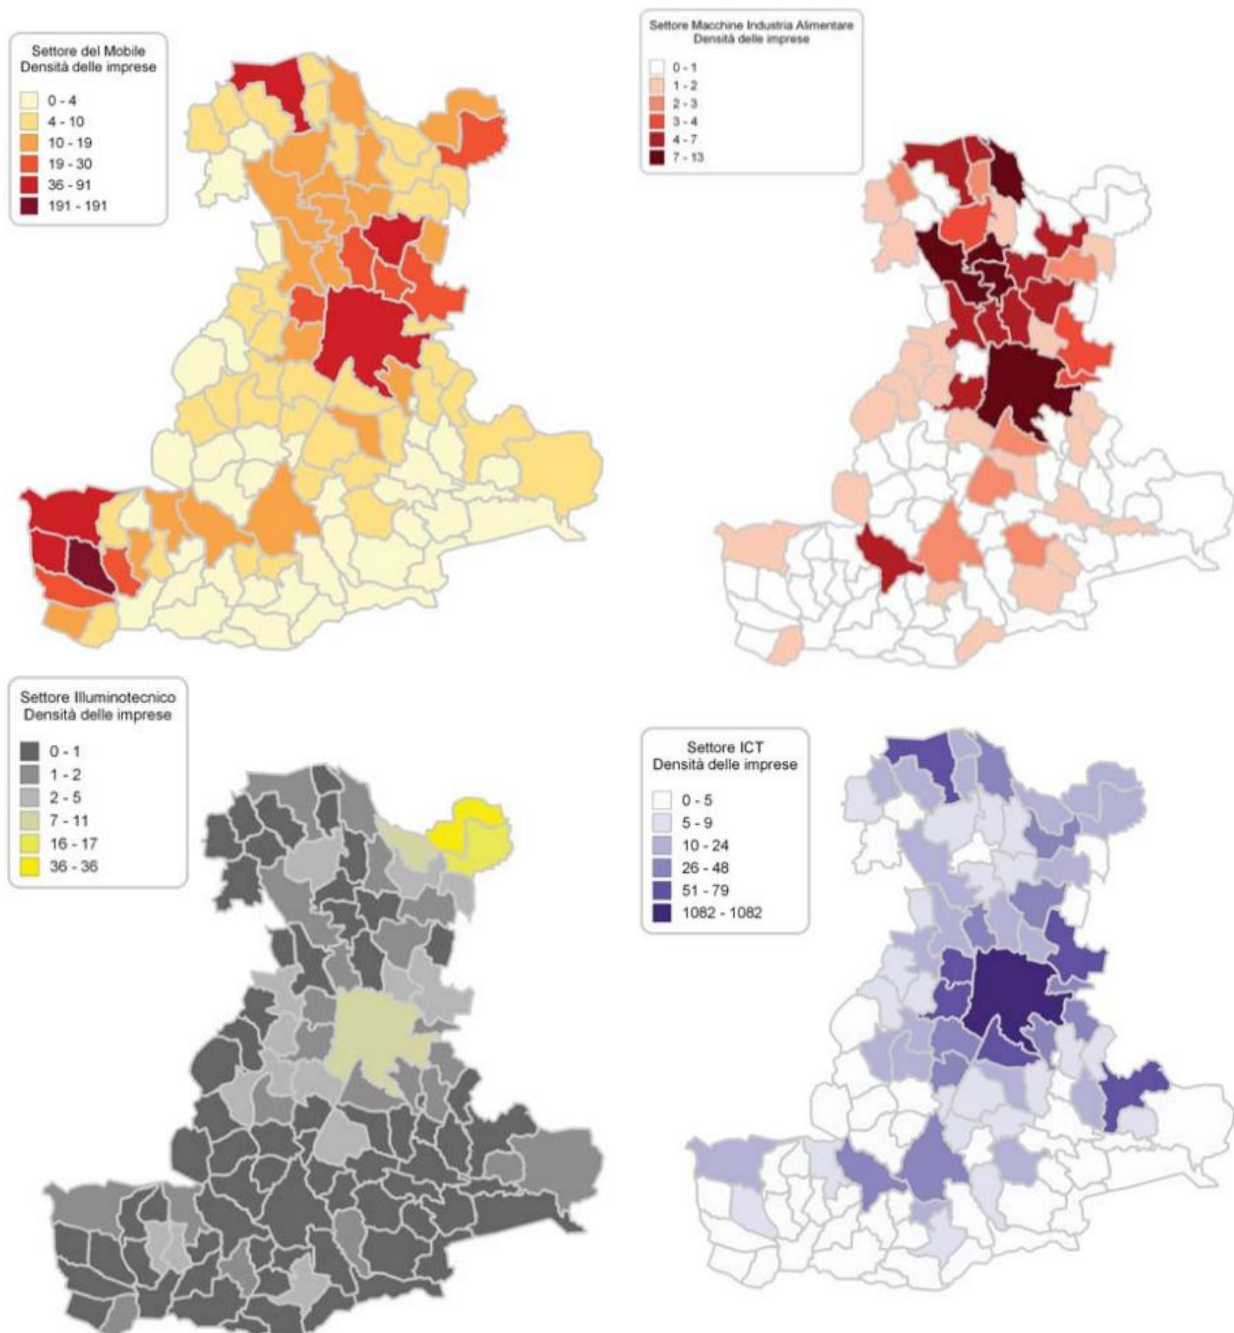 Settore del Mobile
Densità delle imprese
0 - 4
4 - 10
10 - 19
19 - 30
36 - 91
191 - 191
Settore Macchine Industria Alimentare
Densità delle imprese
0 - 1
1 - 2
2 - 3
3 - 4
4 - 7
7 - 13
Settore Illuminotecnico
Densità delle imprese
0 - 1
1 - 2
2 - 5
7 - 11
16 - 17
36 - 36
Settore ICT
Densità delle imprese
0 - 5
5 - 9
10 - 24
26 - 48
51 - 79
1082 - 1082